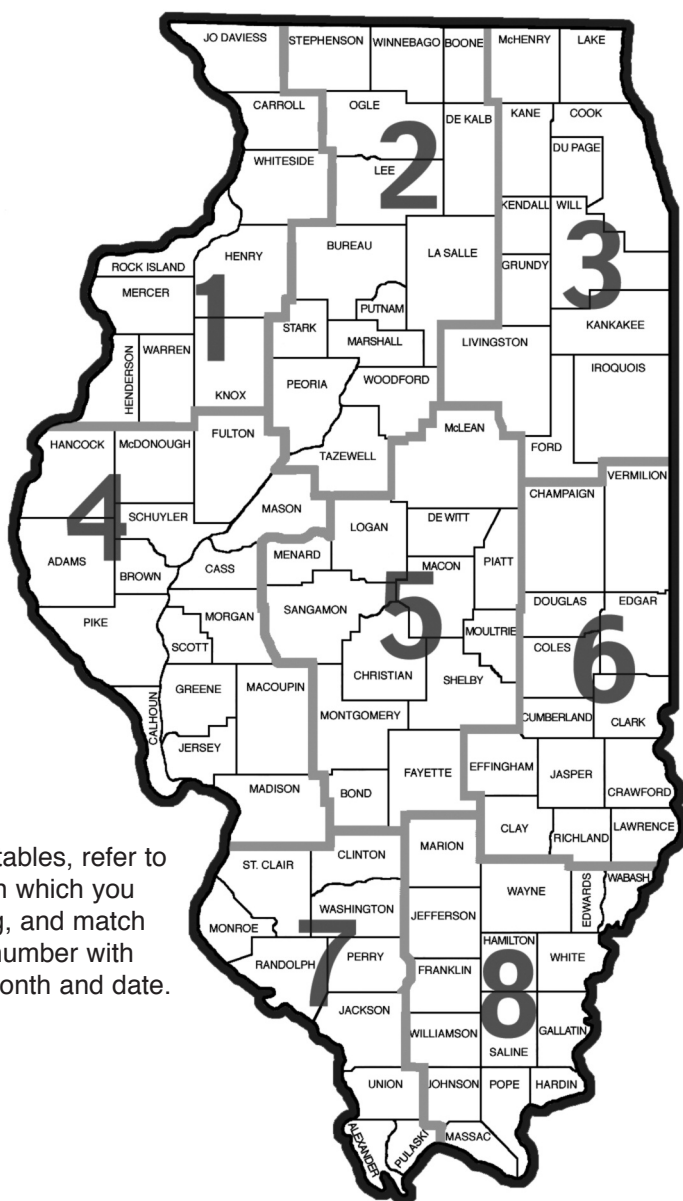 JO DAVIESS
STEPHENSON
WINNEBAGO
BOONE
McHENRY
LAKE
CARROLL
OGLE
DE KALB
KANE
COOK
2
DU PAGE
WHITESIDE
LEE
KENDALL
WILL
3
HENRY
BUREAU
LA SALLE
GRUNDY
ROCK ISLAND
MERCER
1
PUTNAM
STARK
MARSHALL
LIVINGSTON
KANKAKEE
HENDERSON
WARREN
KNOX
PEORIA
WOODFORD
IROQUOIS
HANCOCK
McDONOUGH
FULTON
TAZEWELL
McLEAN
FORD
VERMILION
4
SCHUYLER
MASON
LOGAN
DE WITT
CHAMPAIGN
ADAMS
BROWN
CASS
MENARD
MACON
PIATT
5
PIKE
MORGAN
SANGAMON
DOUGLAS
EDGAR
SCOTT
CHRISTIAN
MOULTRIE
COLES
6
GREENE
MACOUPIN
SHELBY
CALHOUN
JERSEY
MONTGOMERY
CUMBERLAND
CLARK
MADISON
BOND
FAYETTE
EFFINGHAM
JASPER
CRAWFORD
tables, refer to
n which you
g, and match
number with
onth and date.
CLAY
RICHLAND
LAWRENCE
ST. CLAIR
CLINTON
MARION
WAYNE
EDWARDS
WABASH
MONROE
WASHINGTON
JEFFERSON
7
RANDOLPH
PERRY
HAMILTON
WHITE
FRANKLIN
8
JACKSON
WILLIAMSON
SALINE
GALLATIN
UNION
JOHNSON
POPE
HARDIN
ALEXANDER
PULASKI
MASSAC